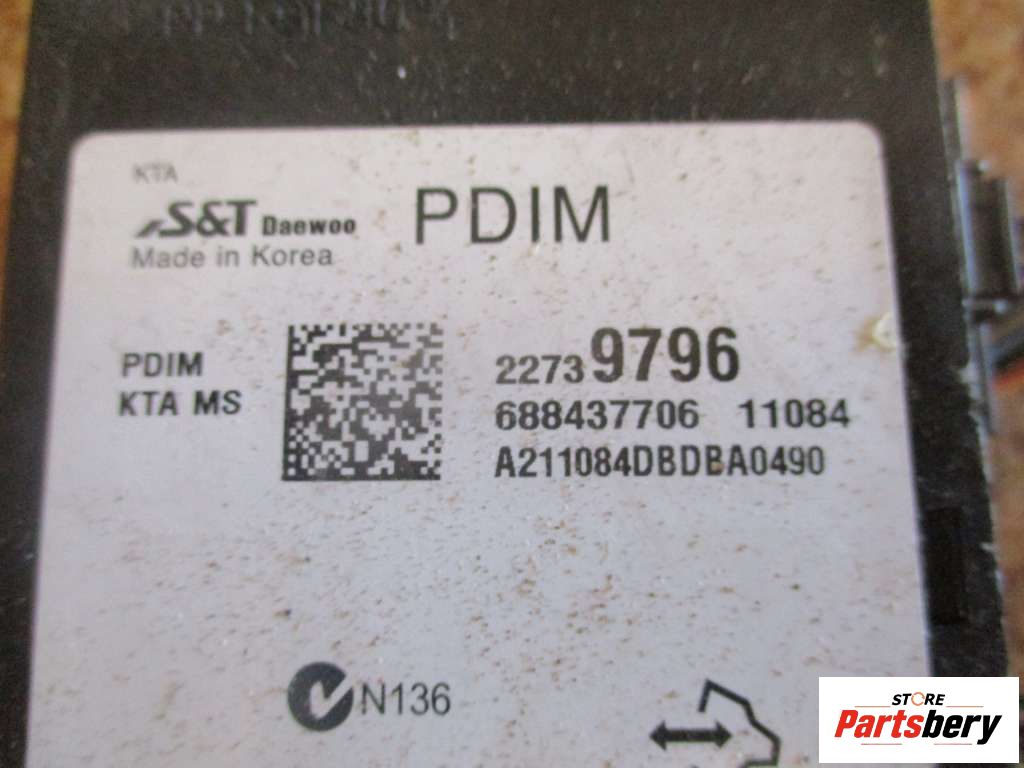 KTA
S&T Daewoo PDIM
Made in Korea
PDIM
KTA MS
22739796
688437706 11084
A211084DBDBA0490
N136
STORE
Partsbery